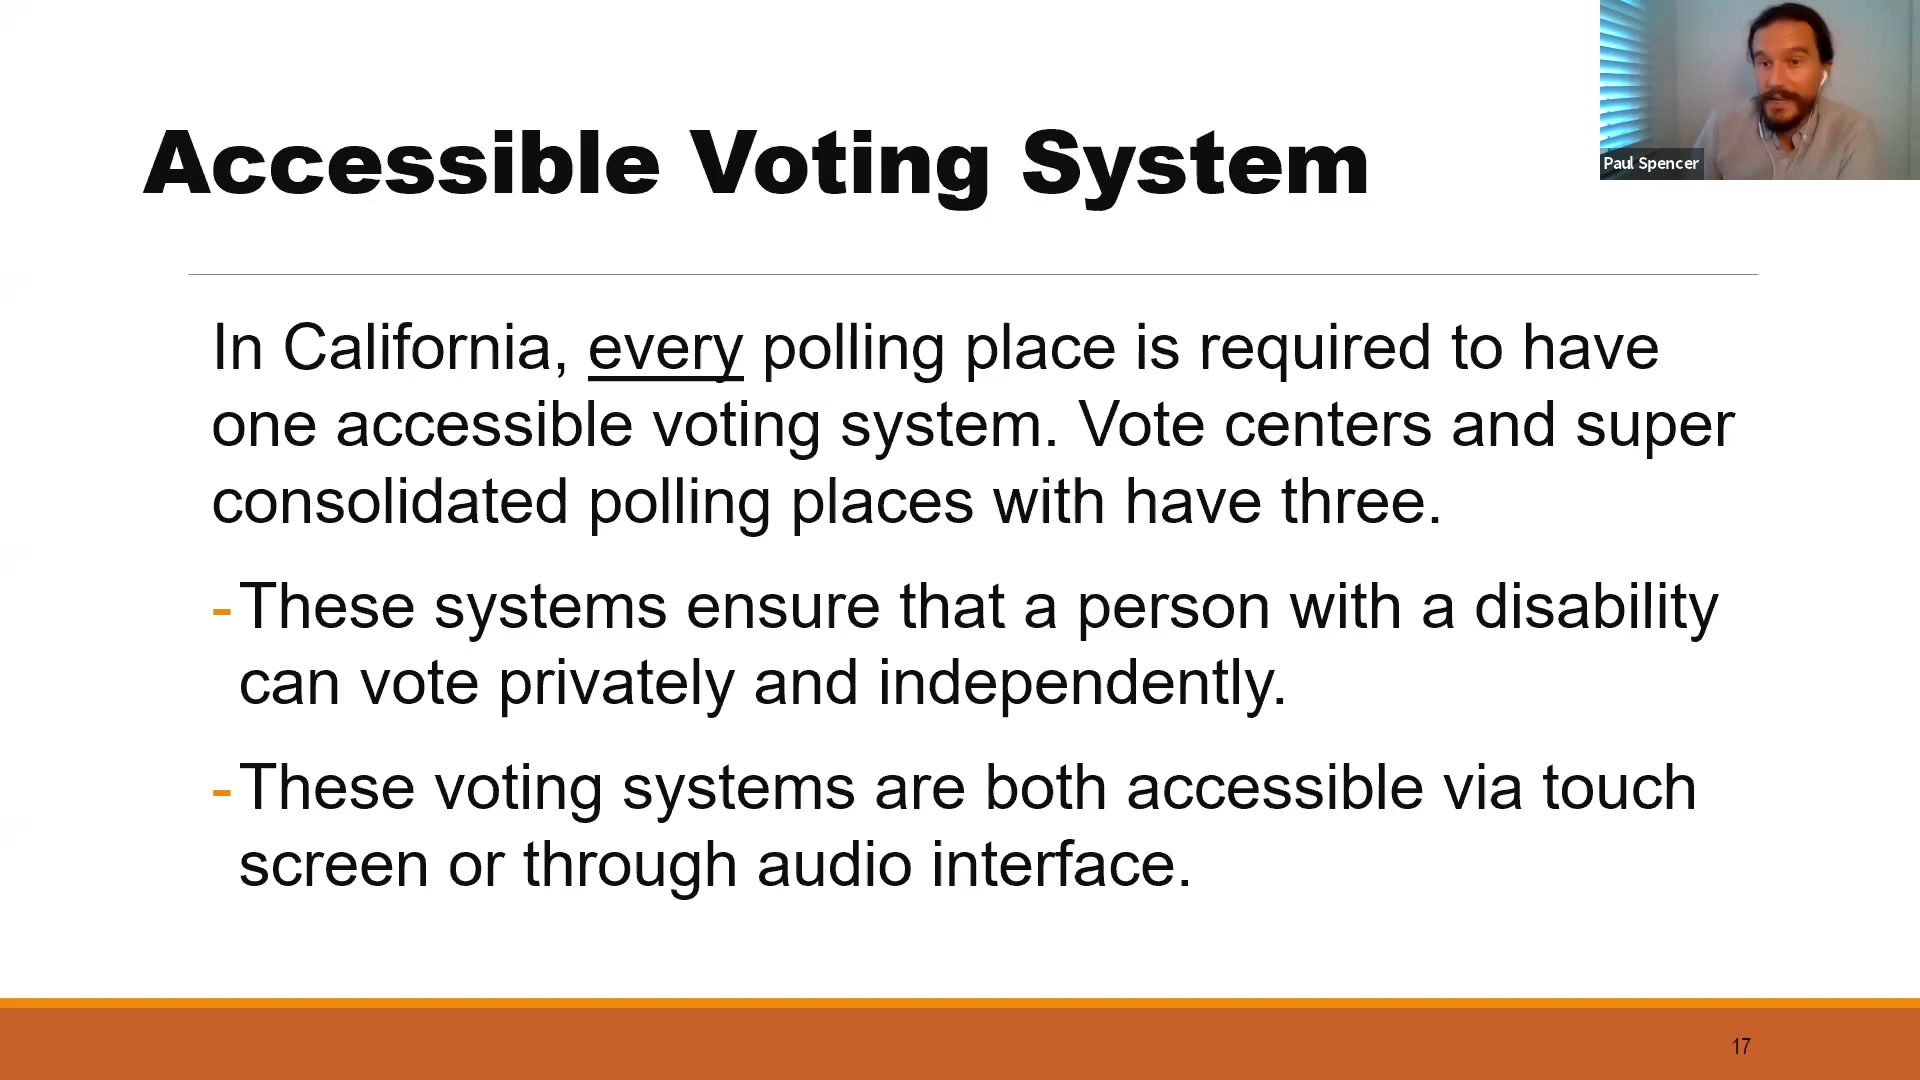 Paul Spencer
Accessible Voting System
In California, every polling place is required to have
one accessible voting system. Vote centers and super
consolidated polling places with have three.
-These systems ensure that a person with a disability
can vote privately and independently.
-These voting systems are both accessible via touch
screen or through audio interface.
17